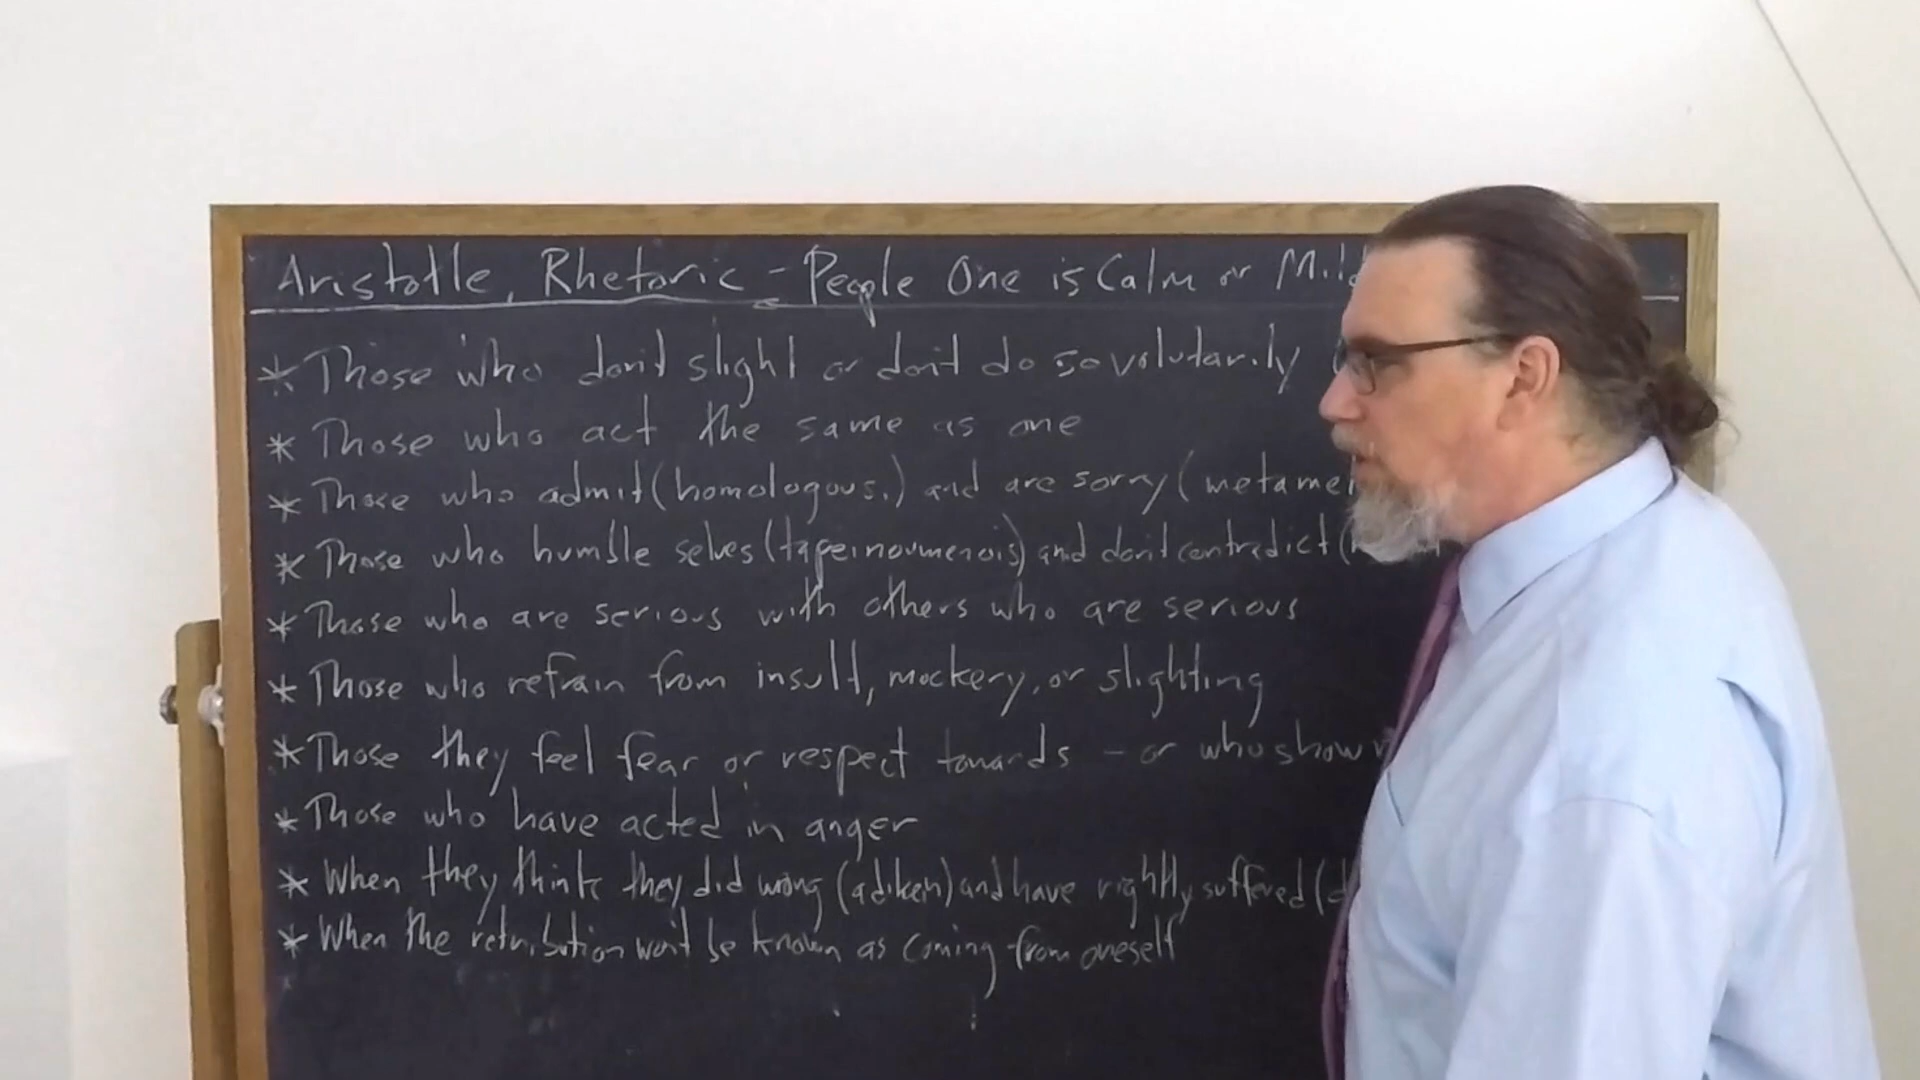 Aristotle, Rhetoric - People One is Calm or Mild
* Those who don't slight or don't do so volutarily
* Those who act the same as one
* Those who admit (homologous.) and are sorry (metame
* Those who humble selves (tapeinoumenois) and don't contradict (
* Those who are serious with others who are serious
* Those who refrain from insult, mockery, or slighting
* Those they feel fear or respect towards - or who show
* Those who have acted in anger
* When they think they did wrong (adikein) and have rightly suffered (d
* When the retribution won't be known as coming from oneself